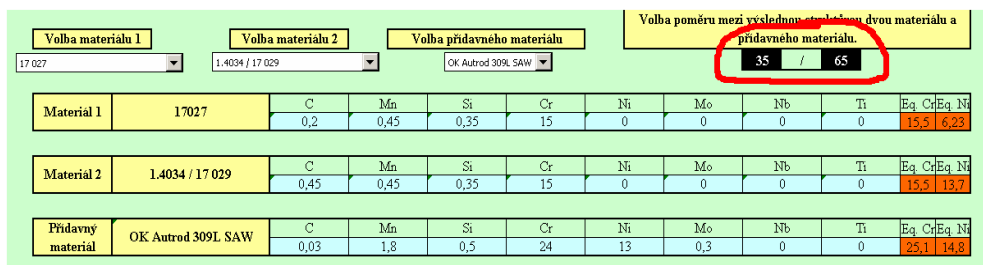 Volba poměru mezi výslednou strukturou dvou materiálu a
přídavného materiálu.
Volba materiálu 1 Volba materiálu 2 Volba přídavného materiálu
17 027 1.4034 / 17 029 OK Autrod 309L SAW 35 / 65
Materiál 1 17027 C Mn Si Cr Ni Mo Nb Ti Eq. Cr Eq. Ni
0,2 0,45 0,35 15 0 0 0 0 15,5 6,23
Materiál 2 1.4034 / 17 029 C Mn Si Cr Ni Mo Nb Ti Eq. Cr Eq. Ni
0,45 0,45 0,35 15 0 0 0 0 15,5 13,7
Přídavný materiál OK Autrod 309L SAW C Mn Si Cr Ni Mo Nb Ti Eq. Cr Eq. Ni
0,03 1,8 0,5 24 13 0,3 0 0 25,1 14,8